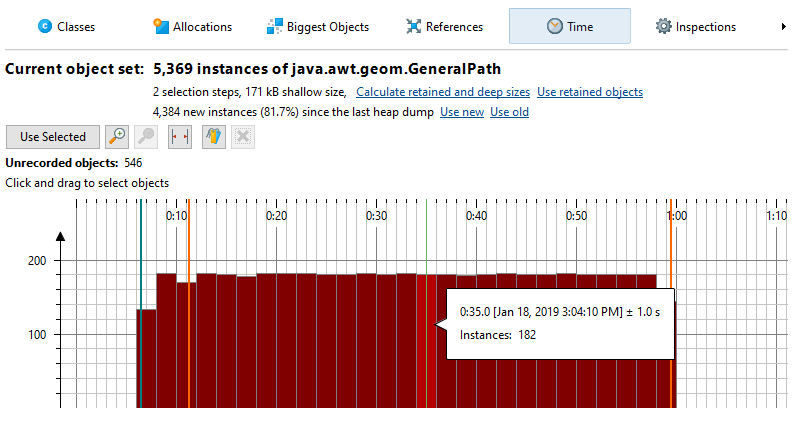 Classes Allocations Biggest Objects References Time Inspections
Current object set: 5,369 instances of java.awt.geom.GeneralPath
2 selection steps, 171 kB shallow size, Calculate retained and deep sizes Use retained objects
4,384 new instances (81.7%) since the last heap dump Use new Use old
Use Selected
Unrecorded objects: 546
Click and drag to select objects
0:10 0:20 0:30 0:40 0:50 1:00 1:10
200
0:35.0 [Jan 18, 2019 3:04:10 PM] ± 1.0 s
Instances: 182
100